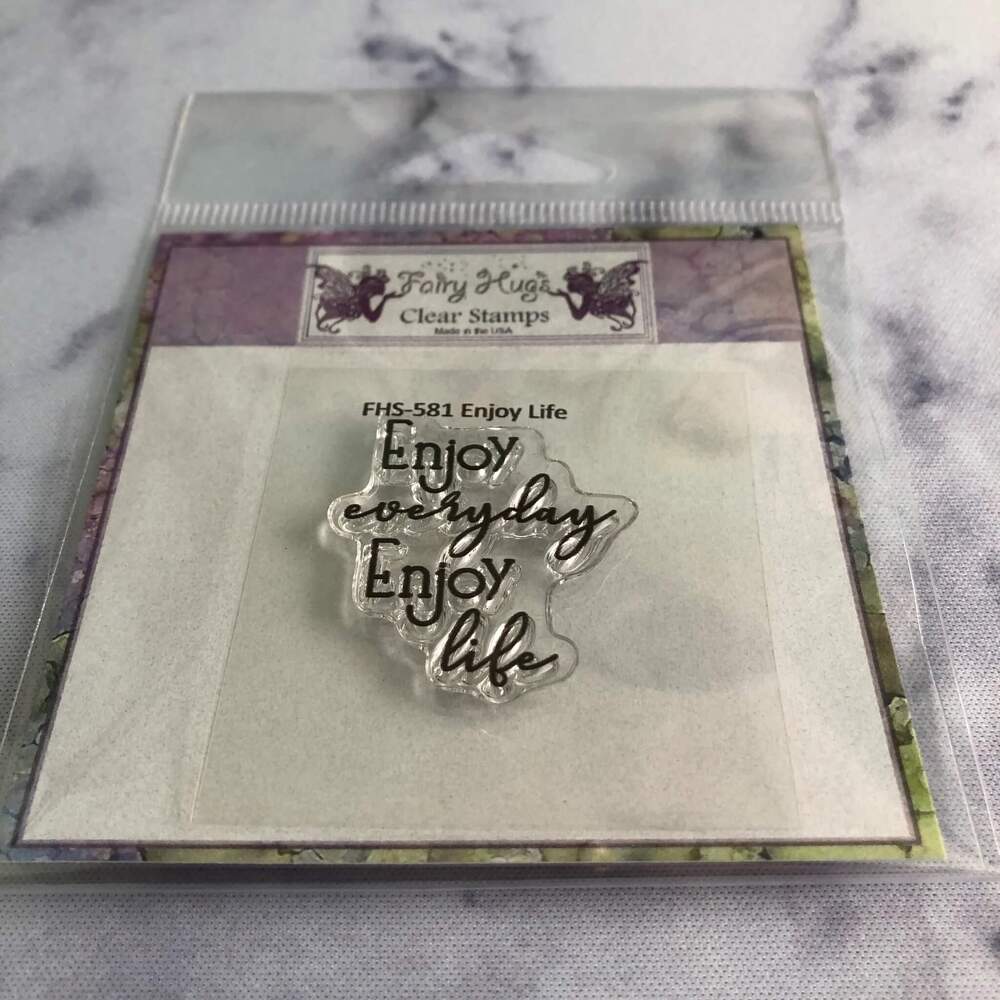 Fairy Hugs
Clear Stamps
Made in the USA
FHS-581 Enjoy Life
Enjoy
everyday
Enjoy
life